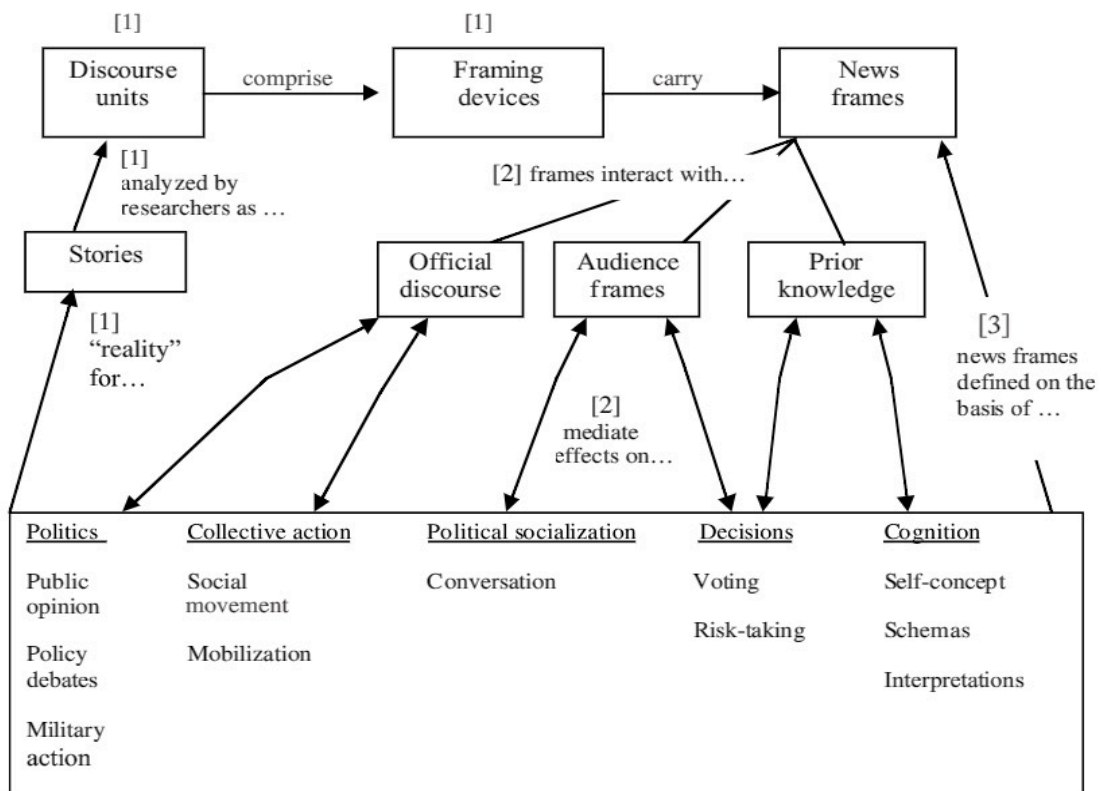 [1]
[1]
Discourse
units
comprise
Framing
devices
carry
News
frames
[1]
analyzed by
researchers as …
[2] frames interact with…
Stories
Official
discourse
Audience
frames
Prior
knowledge
[1]
“reality”
for…
[2]
mediate
effects on…
[3]
news frames
defined on the
basis of …
Politics
Public
opinion
Policy
debates
Military
action
Collective action
Social
movement
Mobilization
Political socialization
Conversation
Decisions
Voting
Risk-taking
Cognition
Self-concept
Schemas
Interpretations